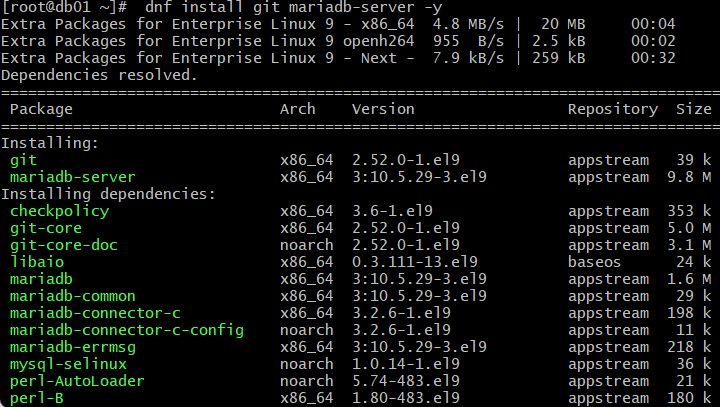 [root@db01 ~]#  dnf install git mariadb-server -y
Extra Packages for Enterprise Linux 9 - x86_64  4.8 MB/s |  20 MB     00:04
Extra Packages for Enterprise Linux 9 openh264  955  B/s | 2.5 kB     00:02
Extra Packages for Enterprise Linux 9 - Next -  7.9 kB/s | 259 kB     00:32
Dependencies resolved.
================================================================================
 Package                       Arch    Version                 Repository  Size
================================================================================
Installing:
 git                           x86_64  2.52.0-1.el9            appstream   39 k
 mariadb-server                x86_64  3:10.5.29-3.el9         appstream  9.8 M
Installing dependencies:
 checkpolicy                   x86_64  3.6-1.el9               appstream  353 k
 git-core                      x86_64  2.52.0-1.el9            appstream  5.0 M
 git-core-doc                  noarch  2.52.0-1.el9            appstream  3.1 M
 libaio                        x86_64  0.3.111-13.el9          baseos      24 k
 mariadb                       x86_64  3:10.5.29-3.el9         appstream  1.6 M
 mariadb-common                x86_64  3:10.5.29-3.el9         appstream   29 k
 mariadb-connector-c           x86_64  3.2.6-1.el9             appstream  198 k
 mariadb-connector-c-config    noarch  3.2.6-1.el9             appstream   11 k
 mariadb-errmsg                x86_64  3:10.5.29-3.el9         appstream  218 k
 mysql-selinux                 noarch  1.0.14-1.el9            appstream   36 k
 perl-AutoLoader               noarch  5.74-483.el9            appstream   21 k
 perl-B                        x86_64  1.80-483.el9            appstream  180 k